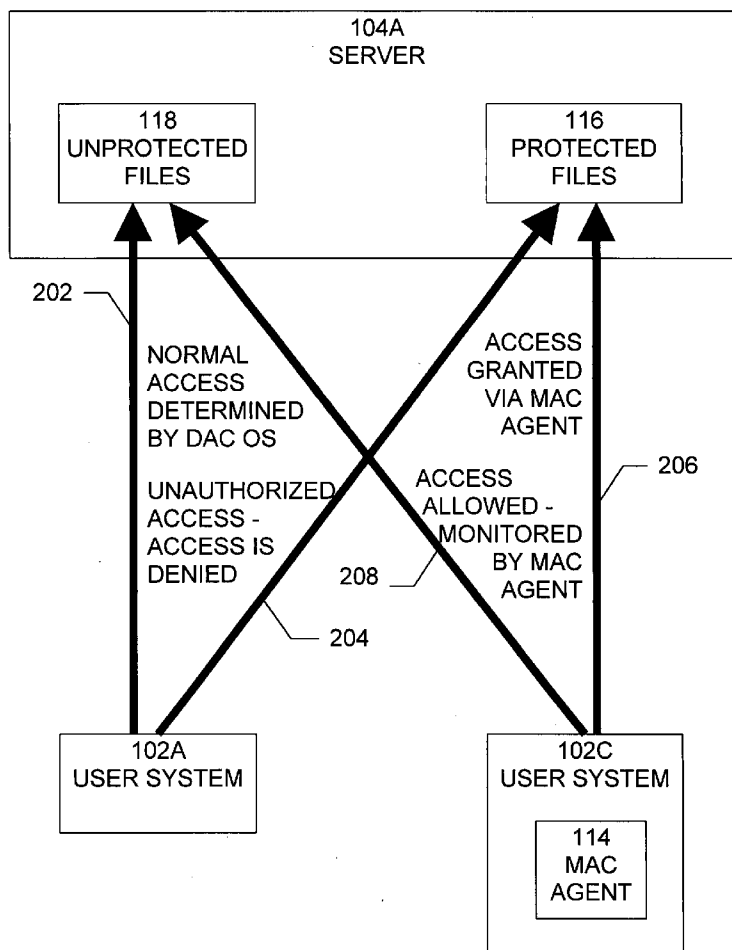 104A
SERVER
118
UNPROTECTED
FILES
116
PROTECTED
FILES
202
NORMAL
ACCESS
DETERMINED
BY DAC OS
ACCESS
GRANTED
VIA MAC
AGENT
206
UNAUTHORIZED
ACCESS -
ACCESS IS
DENIED
ACCESS
ALLOWED -
MONITORED
BY MAC
AGENT
208
204
102A
USER SYSTEM
102C
USER SYSTEM
114
MAC
AGENT